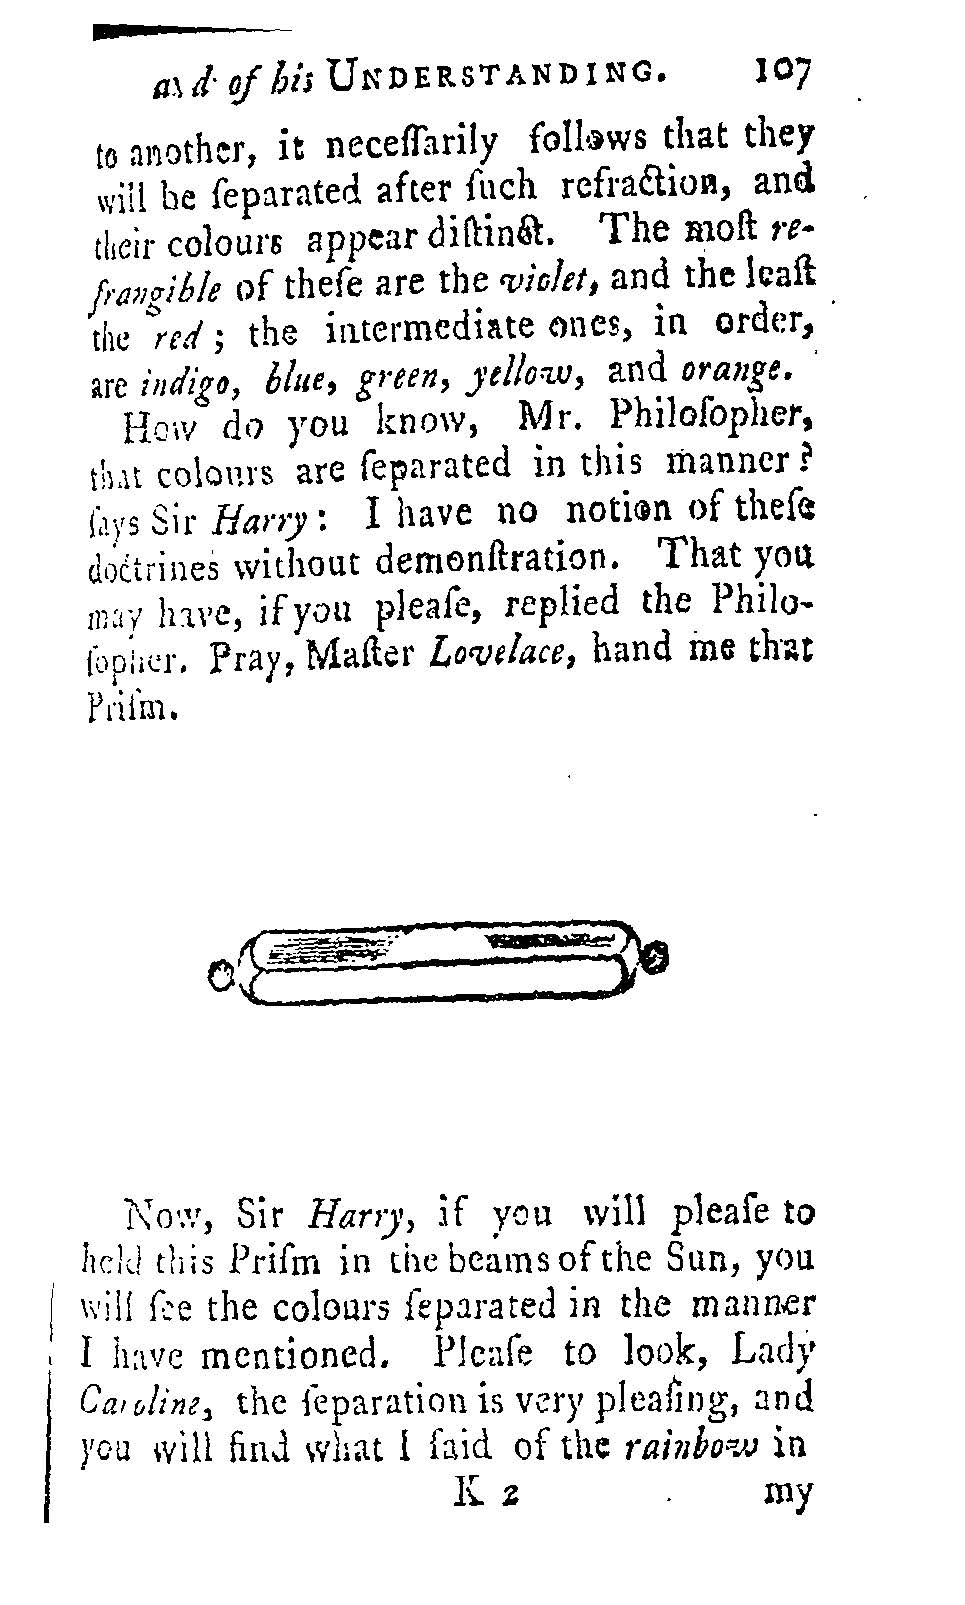 and of his UNDERSTANDING. 107
to another, it neceſſarily follows that they
will be ſeparated after ſuch refraction, and
their colours appear diſtinct. The moſt re-
frangible of theſe are the violet, and the leaſt
the red; the intermediate ones, in order,
are indigo, blue, green, yellow, and orange.
How do you know, Mr. Philoſopher,
that colours are ſeparated in this manner?
ſays Sir Harry: I have no notion of theſe
doctrines without demonſtration. That you
may have, if you pleaſe, replied the Philo-
ſopher. Pray, Maſter Lovelace, hand me that
Priſm.
Now, Sir Harry, if you will pleaſe to
hold this Priſm in the beams of the Sun, you
will ſee the colours ſeparated in the manner
I have mentioned. Pleaſe to look, Lady
Caroline, the ſeparation is very pleaſing, and
you will find what I ſaid of the rainbow in
K 2 my